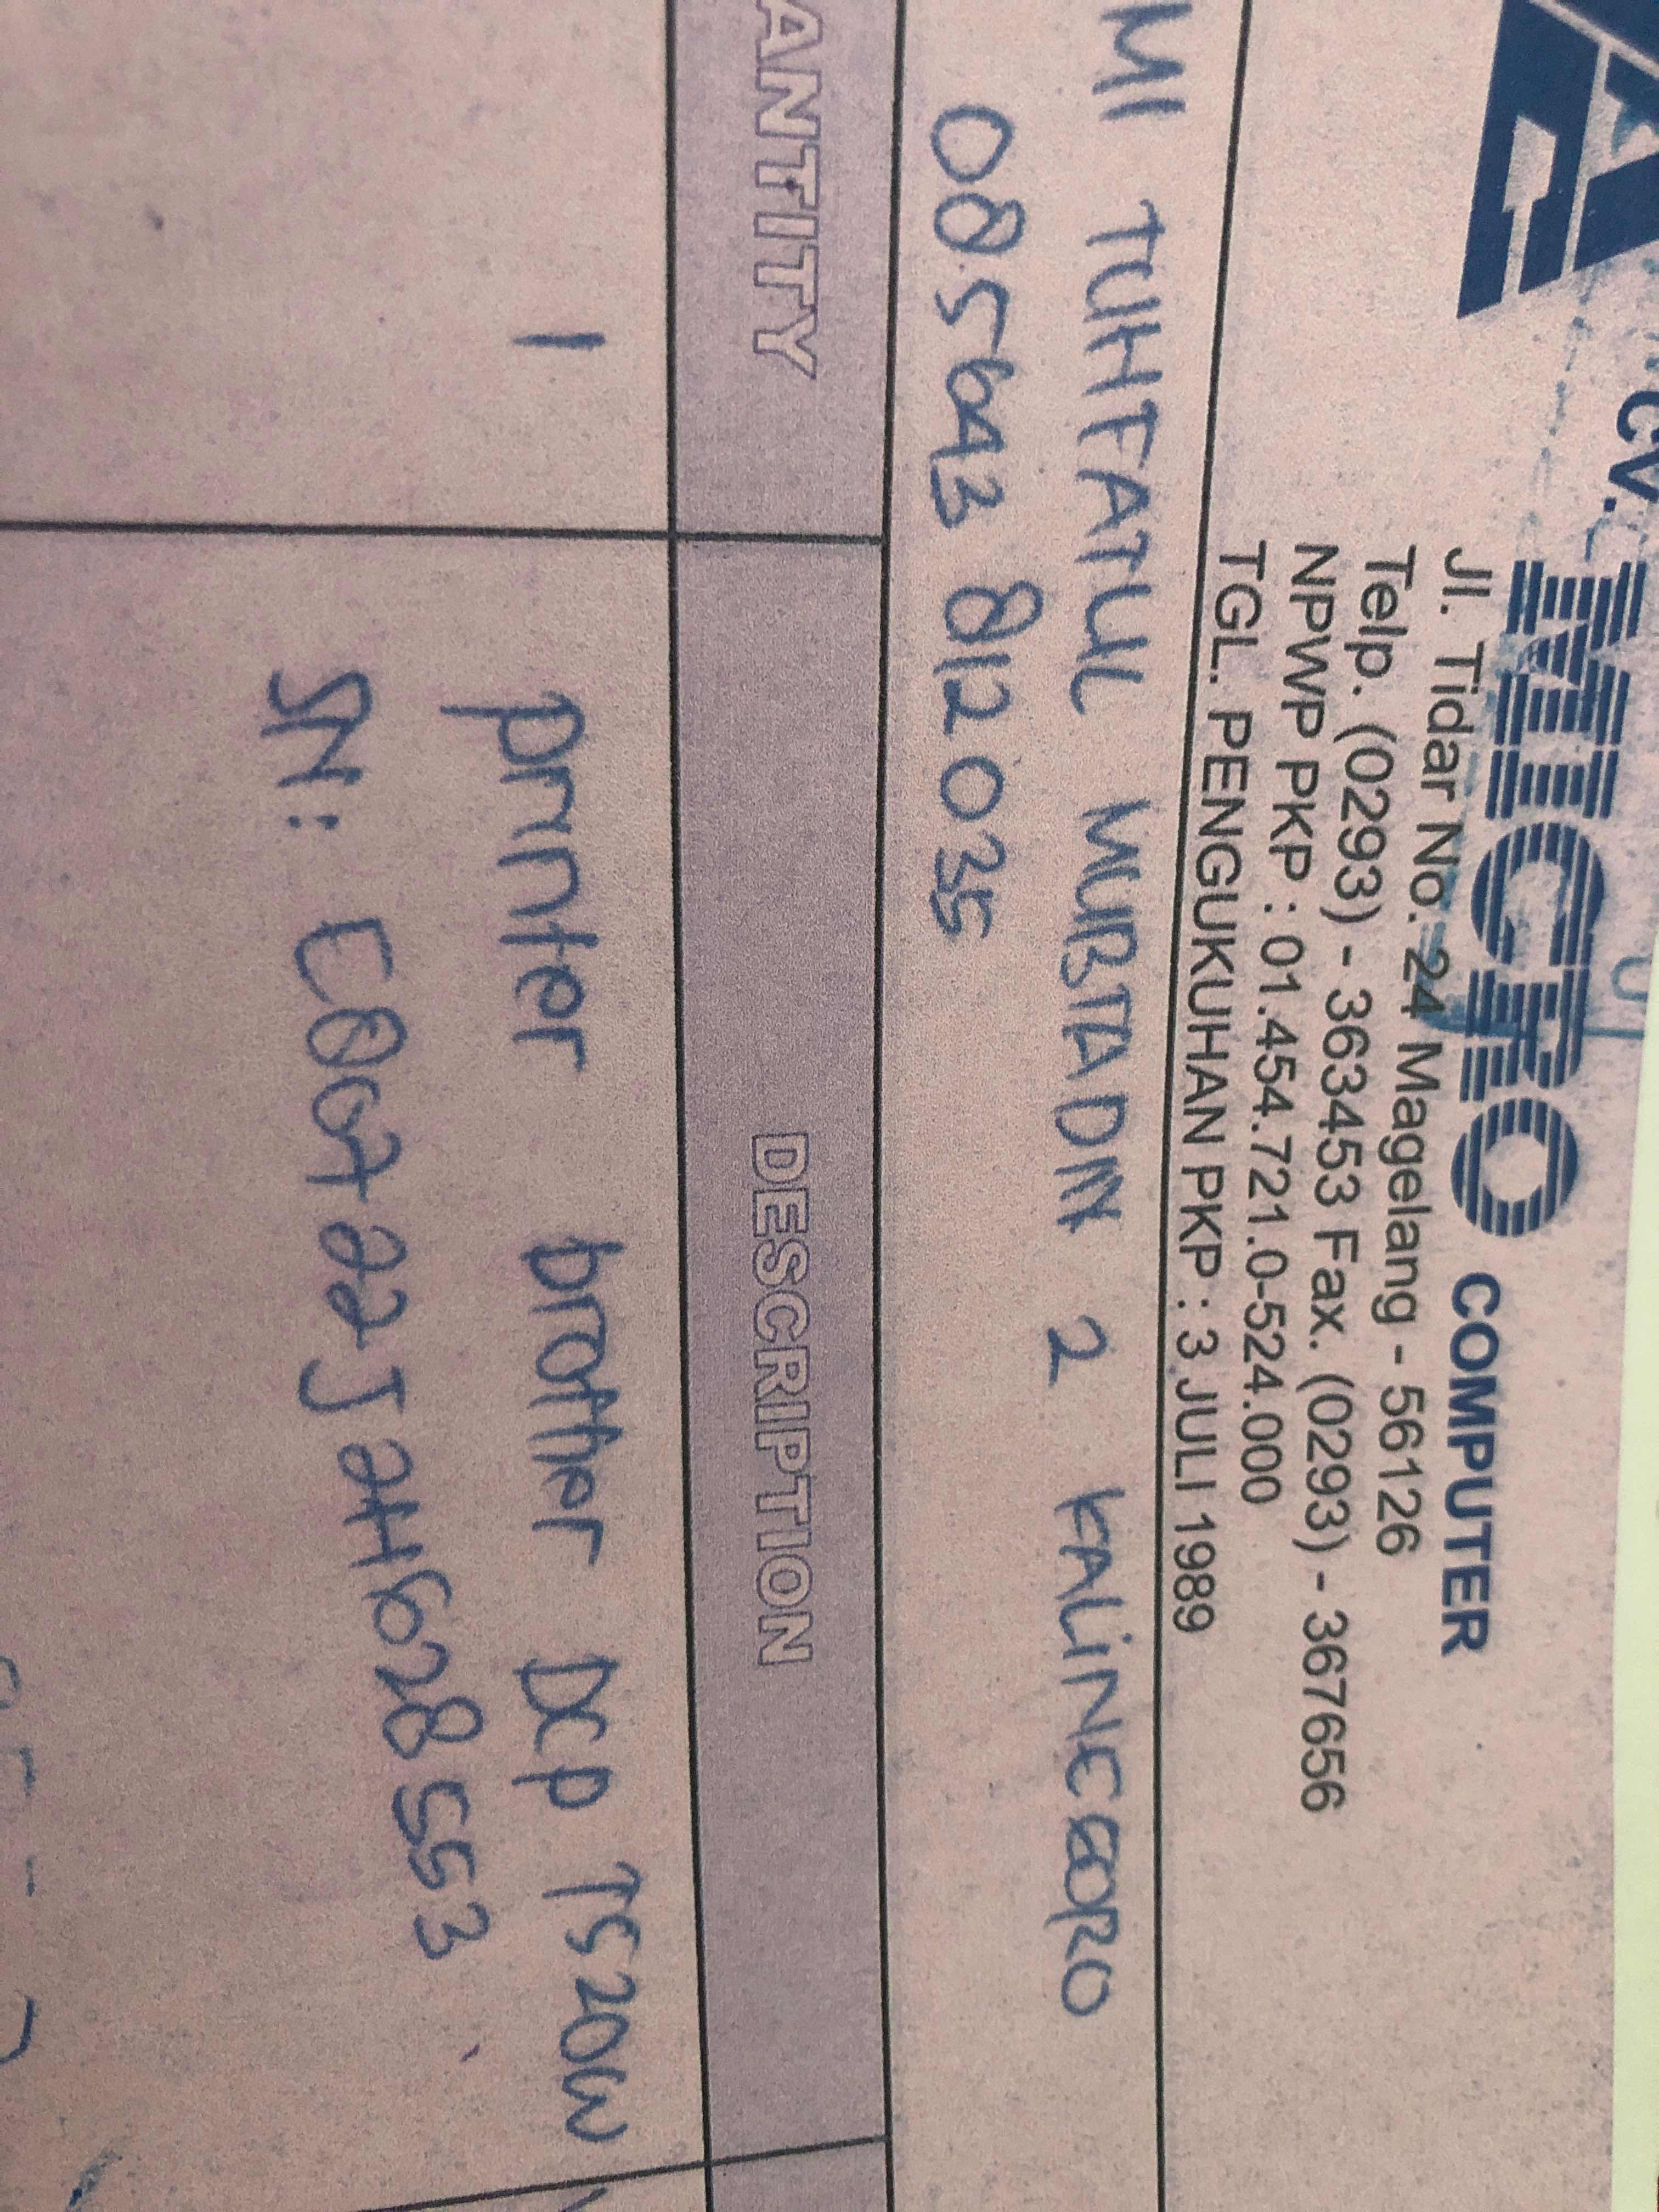 CV. MICRO COMPUTER
Jl. Tidar No. 24 Magelang - 56126
Telp. (0293) - 363453 Fax. (0293) - 367656
NPWP PKP : 01.454.721.0-524.000
TGL. PENGUKUHAN PKP : 3 JULI 1989
MI TUHFATUL MUBTADIN 2 KALINEGORO
085643 812035
ANTITY DESCRIPTION
1 printer brother DCP T520W
SN: E80722J2H628553